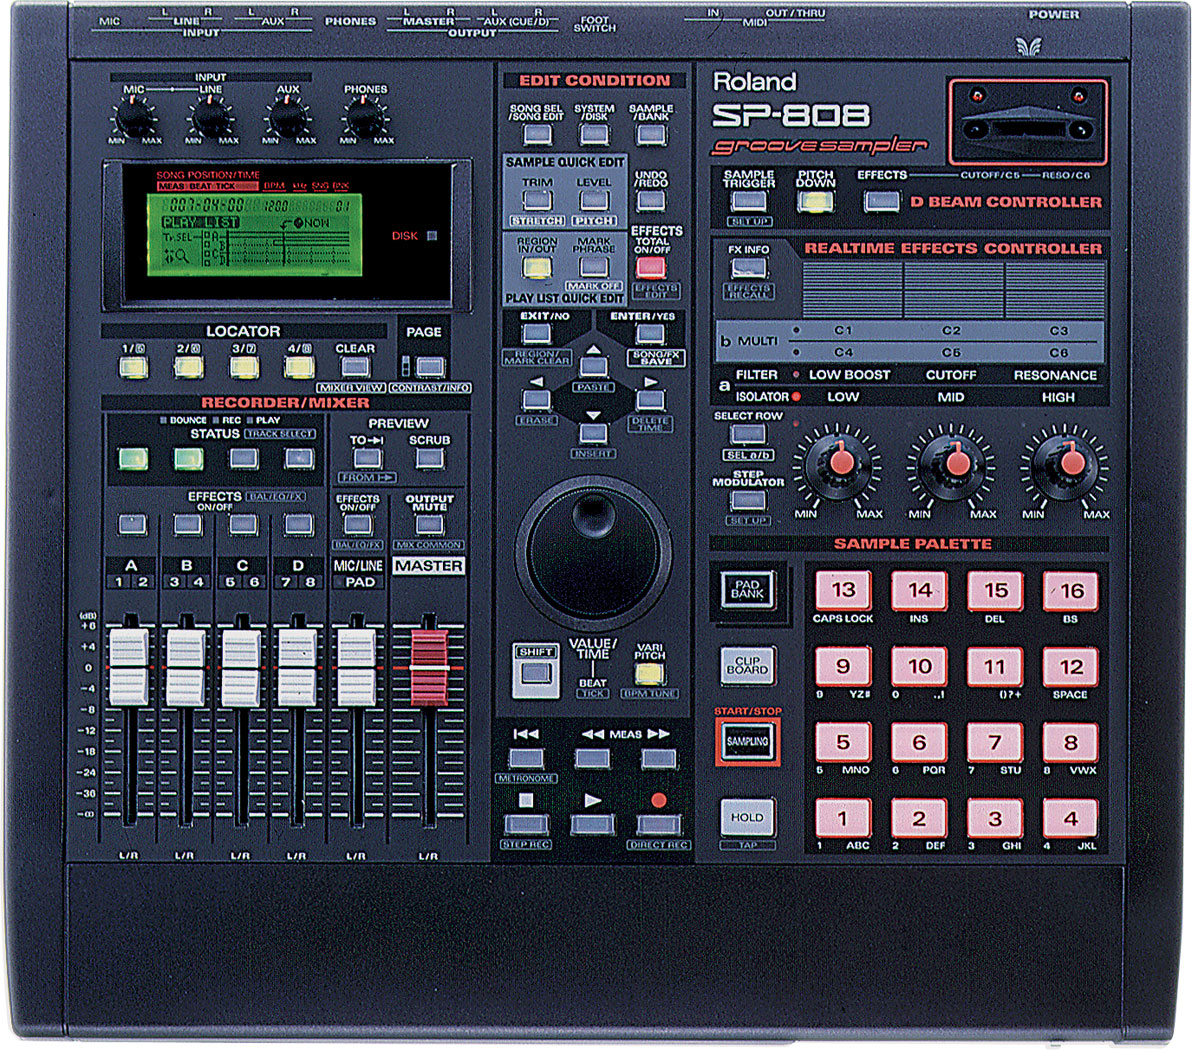 MIC L LINE R L AUX R PHONES L MASTER R L AUX (CUE/D) R FOOT SWITCH IN OUT / THRU POWER
INPUT OUTPUT MIDI
INPUT
MIC LINE AUX PHONES
MIN MAX MIN MAX MIN MAX MIN MAX
SONG POSITION/TIME
MEAS BEAT TICK BPM kHz SNG BNK
007-04-00 1200 01
PLAY LIST NOW
Tr.SEL A
C
DISK
LOCATOR PAGE
1/5 2/6 3/7 4/8 CLEAR
MIXER VIEW CONTRAST/INFO
RECORDER/MIXER
BOUNCE REC PLAY
STATUS TRACK SELECT
PREVIEW
TO SCRUB
FROM
EFFECTS BAL/EQ/FX
ON/OFF
EFFECTS
ON/OFF
OUTPUT
MUTE
BAL/EQ/FX MIX COMMON
A B C D MIC/LINE MASTER
1 2 3 4 5 6 7 8 PAD
(dB)
+6
+4
0
-4
-8
-12
-18
-24
-30
-∞
L/R L/R L/R L/R L/R L/R
EDIT CONDITION
SONG SEL
/SONG EDIT
SYSTEM
/DISK
SAMPLE
/BANK
SAMPLE QUICK EDIT
TRIM LEVEL
STRETCH PITCH
UNDO
/REDO
REGION
IN/OUT
MARK
PHRASE
MARK OFF
PLAY LIST QUICK EDIT
EFFECTS
TOTAL
ON/OFF
EFFECTS
EDIT
EXIT/NO ENTER/YES
REGION/
MARK CLEAR
SONG/FX
SAVE
PASTE
ERASE
DELETE
TIME
INSERT
SHIFT
VALUE/
TIME
BEAT
TICK
VARI
PITCH
BPM TUNE
MEAS
METRONOME
STEP REC DIRECT REC
Roland
SP-808
groovesampler
SAMPLE
TRIGGER
PITCH
DOWN
EFFECTS CUTOFF/C5 RESO/C6
SET UP
D BEAM CONTROLLER
FX INFO
EFFECTS
RECALL
REALTIME EFFECTS CONTROLLER
b MULTI
C1 C2 C3
C4 C5 C6
a
FILTER LOW BOOST CUTOFF RESONANCE
ISOLATOR LOW MID HIGH
SELECT ROW
SEL a/b
STEP
MODULATOR
SET UP
MIN MAX MIN MAX MIN MAX
SAMPLE PALETTE
PAD
BANK
13 14 15 16
CAPS LOCK INS DEL BS
CLIP
BOARD
9 10 11 12
9 YZ# 0 ..! ()?+ SPACE
START/STOP
SAMPLING
5 6 7 8
5 MNO 6 PQR 7 STU 8 VWX
HOLD
TAP
1 2 3 4
1 ABC 2 DEF 3 GHI 4 JKL